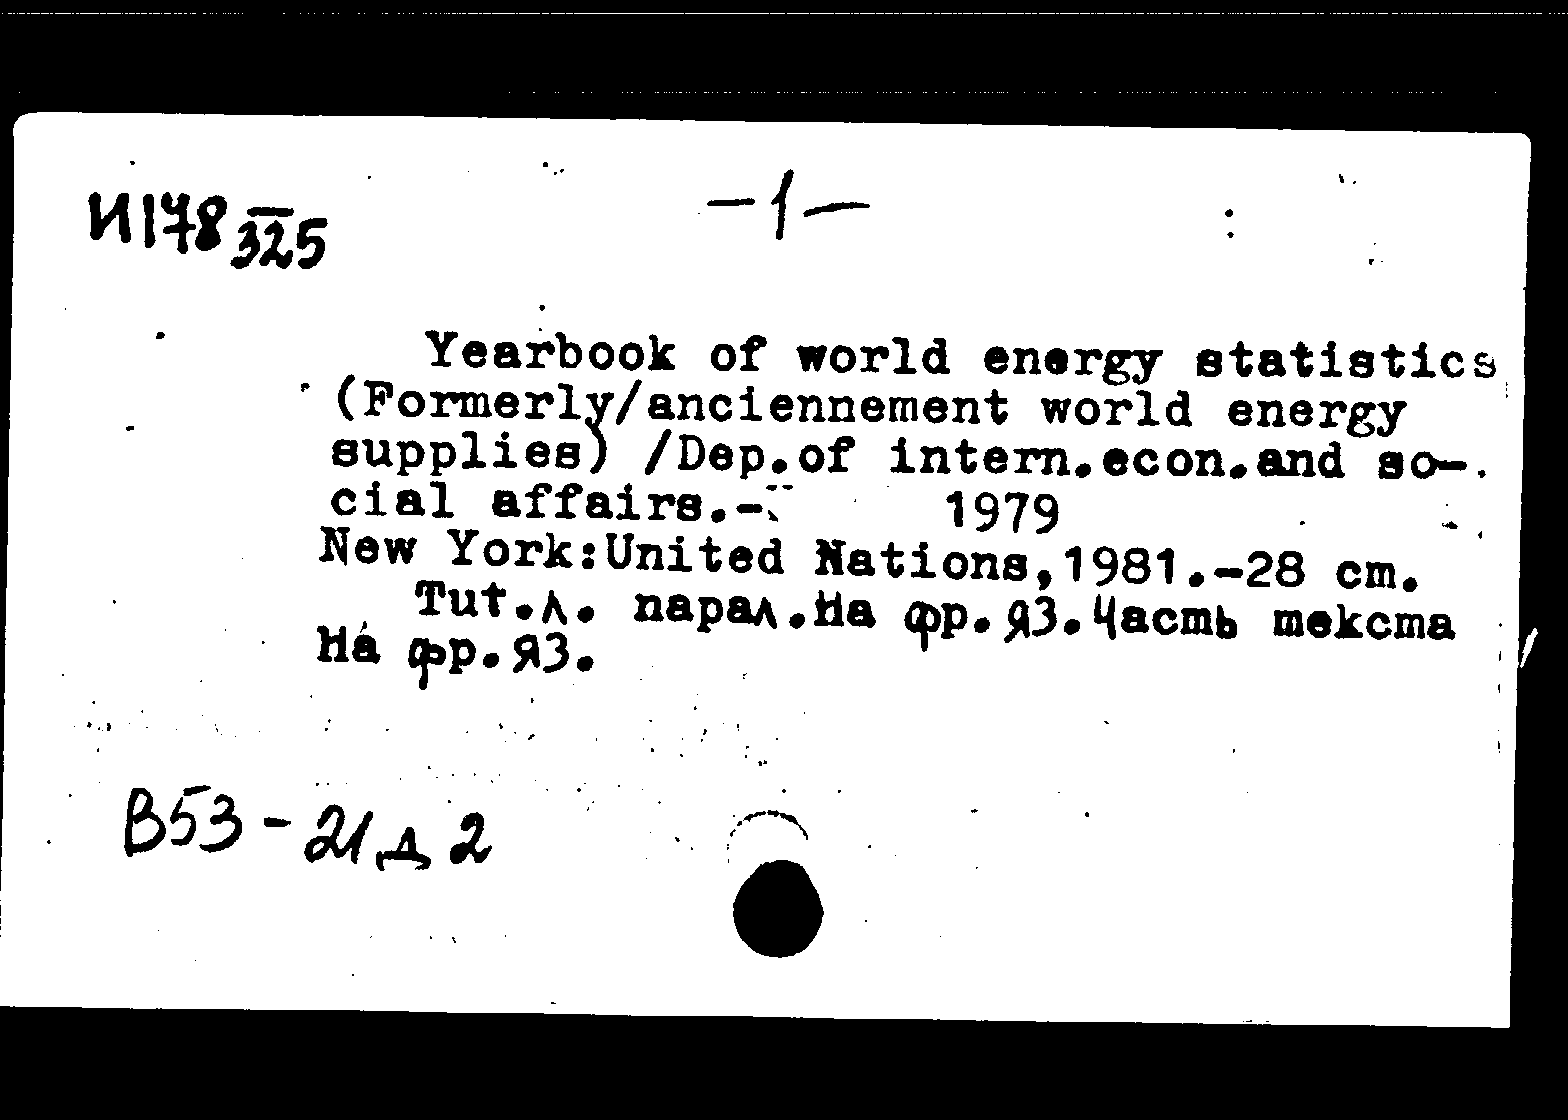 И178325
-1-
Yearbook of world energy statistics
(Formerly/anciennement world energy
supplies) /Dep.of intern.econ.and so-
cial affairs.- 1979
New York:United Nations,1981.-28 cm.
Тит.л. парал.на фр.яз.Часть текста
на фр.яз.
В53-21д2